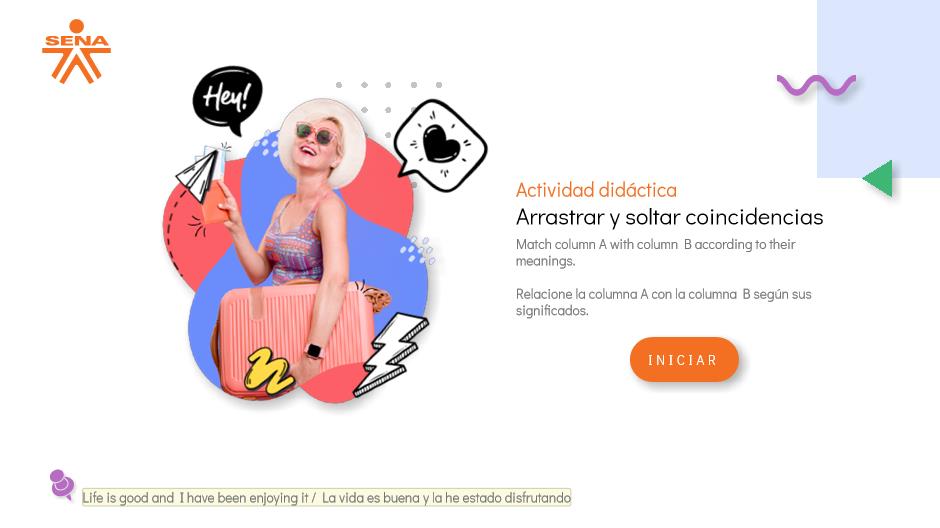 SENA
Hey!
Actividad didáctica
Arrastrar y soltar coincidencias
Match column A with column B according to their
meanings.
Relacione la columna A con la columna B según sus
significados.
INICIAR
Life is good and I have been enjoying it / La vida es buena y la he estado disfrutando